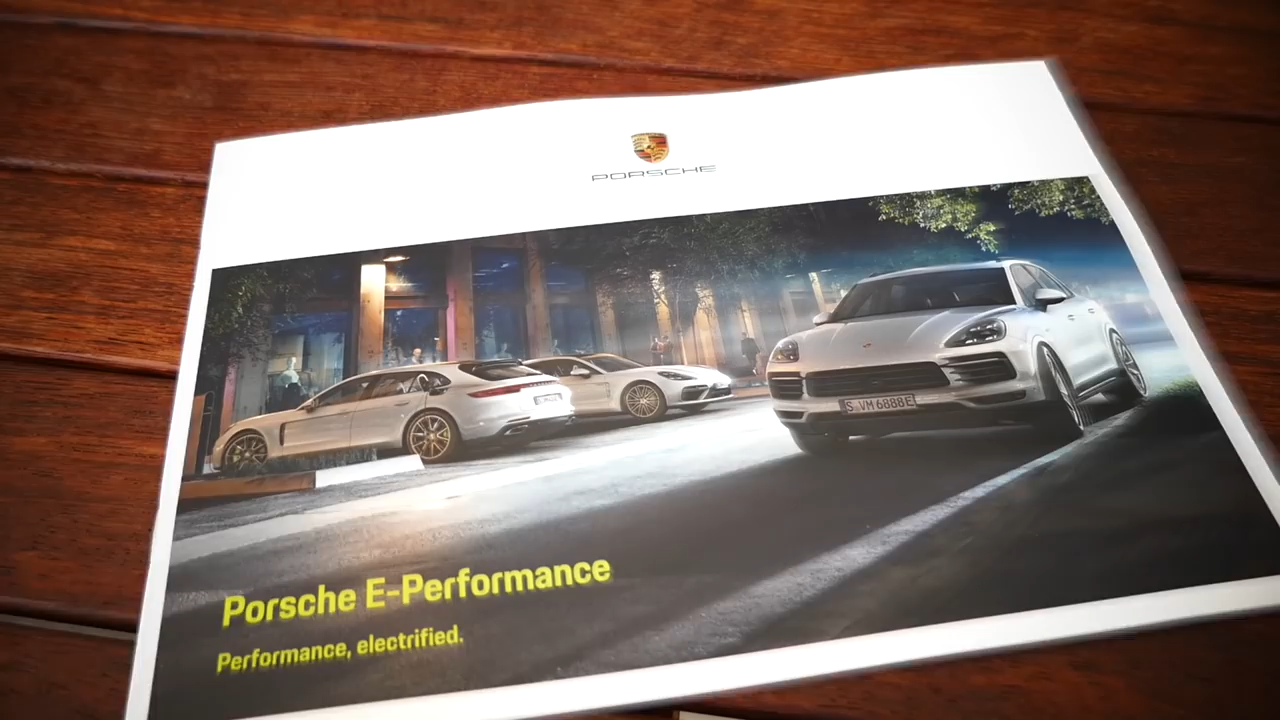 PORSCHE
S VM 6888E
Porsche E-Performance
Performance, electrified.